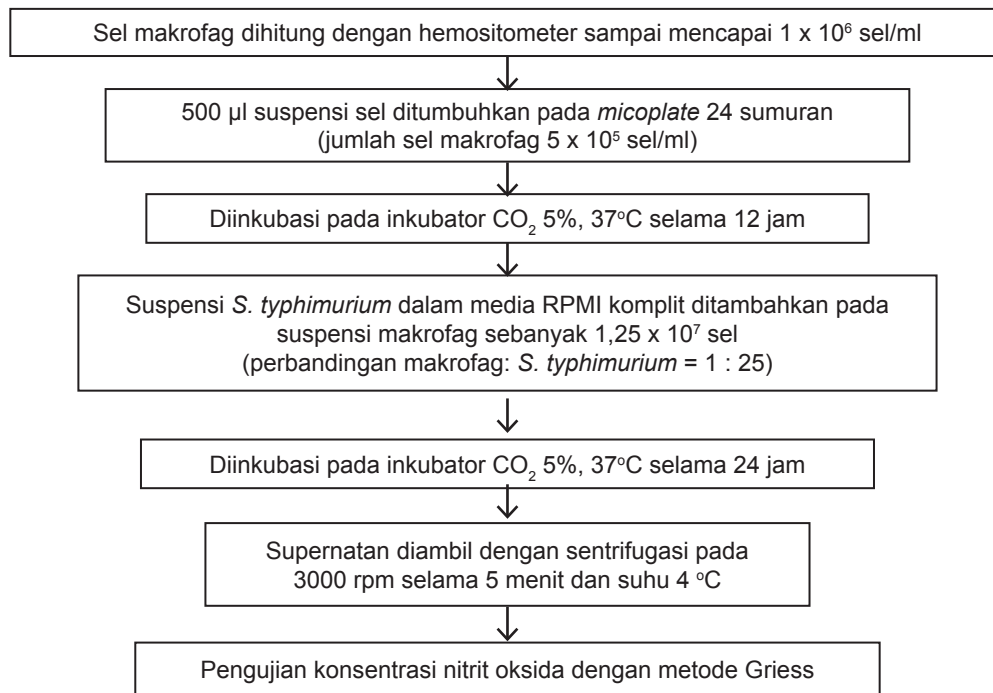 Sel makrofag dihitung dengan hemositometer sampai mencapai 1 x 10⁶ sel/ml
500 µl suspensi sel ditumbuhkan pada micoplate 24 sumuran
(jumlah sel makrofag 5 x 10⁵ sel/ml)
Diinkubasi pada inkubator CO₂ 5%, 37ºC selama 12 jam
Suspensi S. typhimurium dalam media RPMI komplit ditambahkan pada
suspensi makrofag sebanyak 1,25 x 10⁷ sel
(perbandingan makrofag: S. typhimurium = 1 : 25)
Diinkubasi pada inkubator CO₂ 5%, 37ºC selama 24 jam
Supernatan diambil dengan sentrifugasi pada
3000 rpm selama 5 menit dan suhu 4 ºC
Pengujian konsentrasi nitrit oksida dengan metode Griess